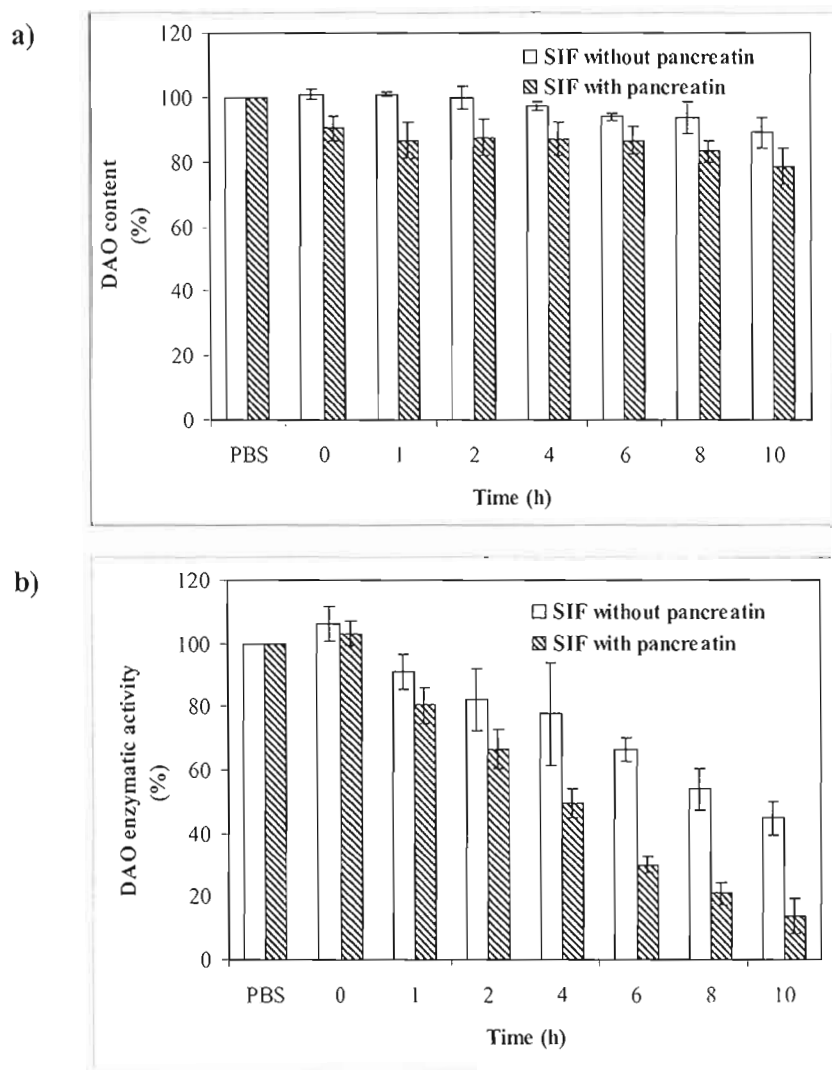 a)
120
100
80
60
40
20
0
DAO content
(%)
SIF without pancreatin
SIF with pancreatin
PBS 0 1 2 4 6 8 10
Time (h)
b)
120
100
80
60
40
20
0
DAO enzymatic activity
(%)
SIF without pancreatin
SIF with pancreatin
PBS 0 1 2 4 6 8 10
Time (h)